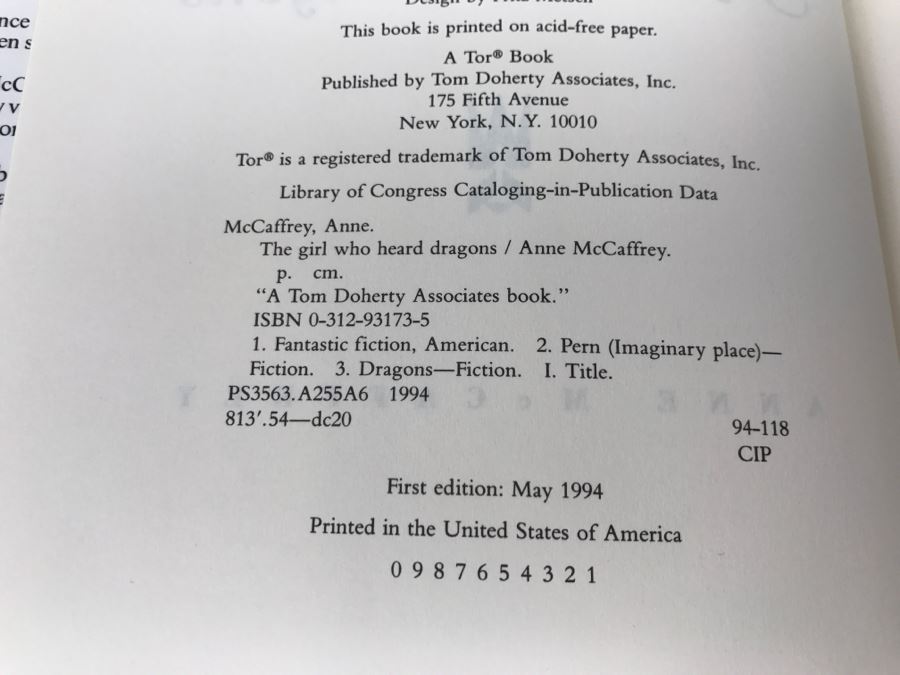 Design by
This book is printed on acid-free paper.
A Tor® Book
Published by Tom Doherty Associates, Inc.
175 Fifth Avenue
New York, N.Y. 10010
Tor® is a registered trademark of Tom Doherty Associates, Inc.
Library of Congress Cataloging-in-Publication Data
McCaffrey, Anne.
The girl who heard dragons / Anne McCaffrey.
p. cm.
“A Tom Doherty Associates book.”
ISBN 0-312-93173-5
1. Fantastic fiction, American. 2. Pern (Imaginary place)—
Fiction. 3. Dragons—Fiction. I. Title.
PS3563.A255A6 1994
813′.54—dc20
94-118
CIP
First edition: May 1994
Printed in the United States of America
0 9 8 7 6 5 4 3 2 1